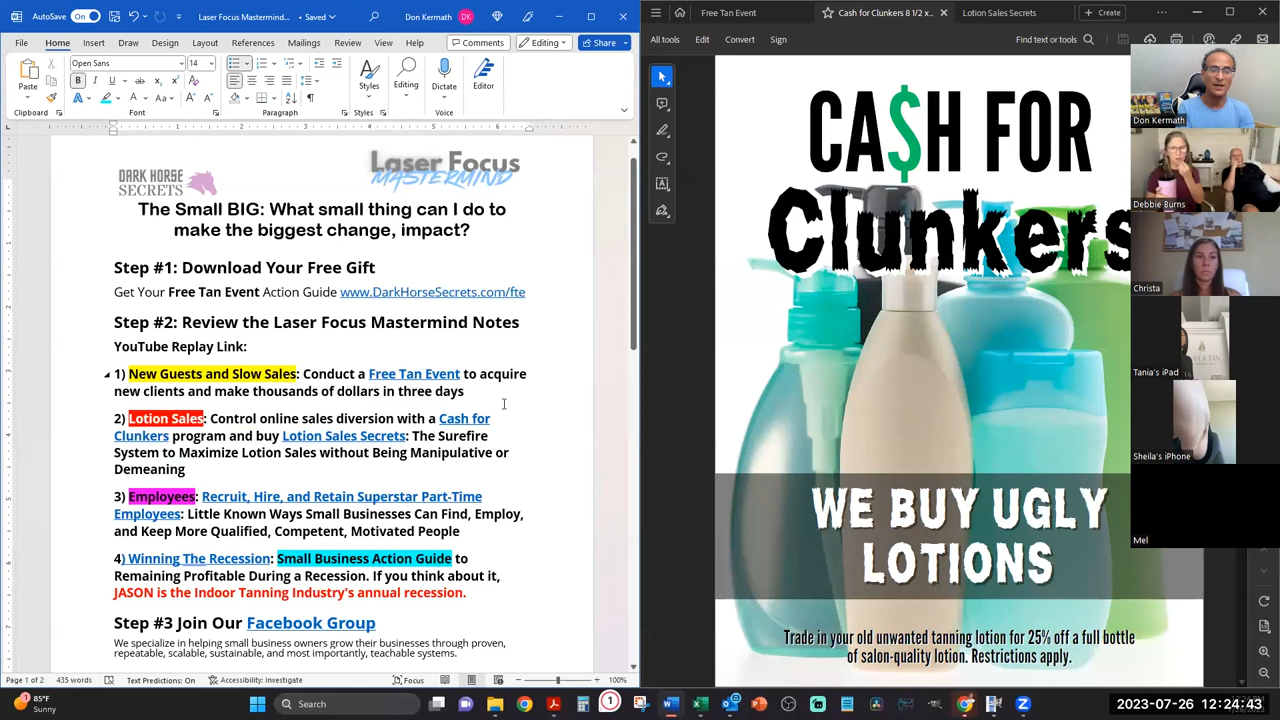 AutoSave
On
Laser Focus Mastermind... • Saved
Don Kermath
DK
File
Home
Insert
Draw
Design
Layout
References
Mailings
Review
View
Help
Comments
Editing
Share
Open Sans
14
Paste
Styles
Editing
Dictate
Editor
Clipboard
Font
Paragraph
Styles
Voice
DARK HORSE
SECRETS
Laser Focus
MASTERMIND
The Small BIG: What small thing can I do to
make the biggest change, impact?
Step #1: Download Your Free Gift
Get Your Free Tan Event Action Guide www.DarkHorseSecrets.com/fte
Step #2: Review the Laser Focus Mastermind Notes
YouTube Replay Link:
1) New Guests and Slow Sales: Conduct a Free Tan Event to acquire
new clients and make thousands of dollars in three days
2) Lotion Sales: Control online sales diversion with a Cash for
Clunkers program and buy Lotion Sales Secrets: The Surefire
System to Maximize Lotion Sales without Being Manipulative or
Demeaning
3) Employees: Recruit, Hire, and Retain Superstar Part-Time
Employees: Little Known Ways Small Businesses Can Find, Employ,
and Keep More Qualified, Competent, Motivated People
4) Winning The Recession: Small Business Action Guide to
Remaining Profitable During a Recession. If you think about it,
JASON is the Indoor Tanning Industry's annual recession.
Step #3 Join Our Facebook Group
We specialize in helping small business owners grow their businesses through proven,
repeatable, scalable, sustainable, and most importantly, teachable systems.
Page 1 of 2
435 words
Text Predictions: On
Accessibility: Investigate
Focus
100%
Free Tan Event
Cash for Clunkers 8 1/2 x...
Lotion Sales Secrets
Create
All tools
Edit
Convert
Sign
Find text or tools
CA$H FOR
Clunkers
WE BUY UGLY
LOTIONS
Trade in your old unwanted tanning lotion for 25% off a full bottle
of salon-quality lotion. Restrictions apply.
Don Kermath
Debbie Burns
Christa
Tania's iPad
Sheila's iPhone
Mel
85°F
Sunny
Search
1
2023-07-26 12:24:43